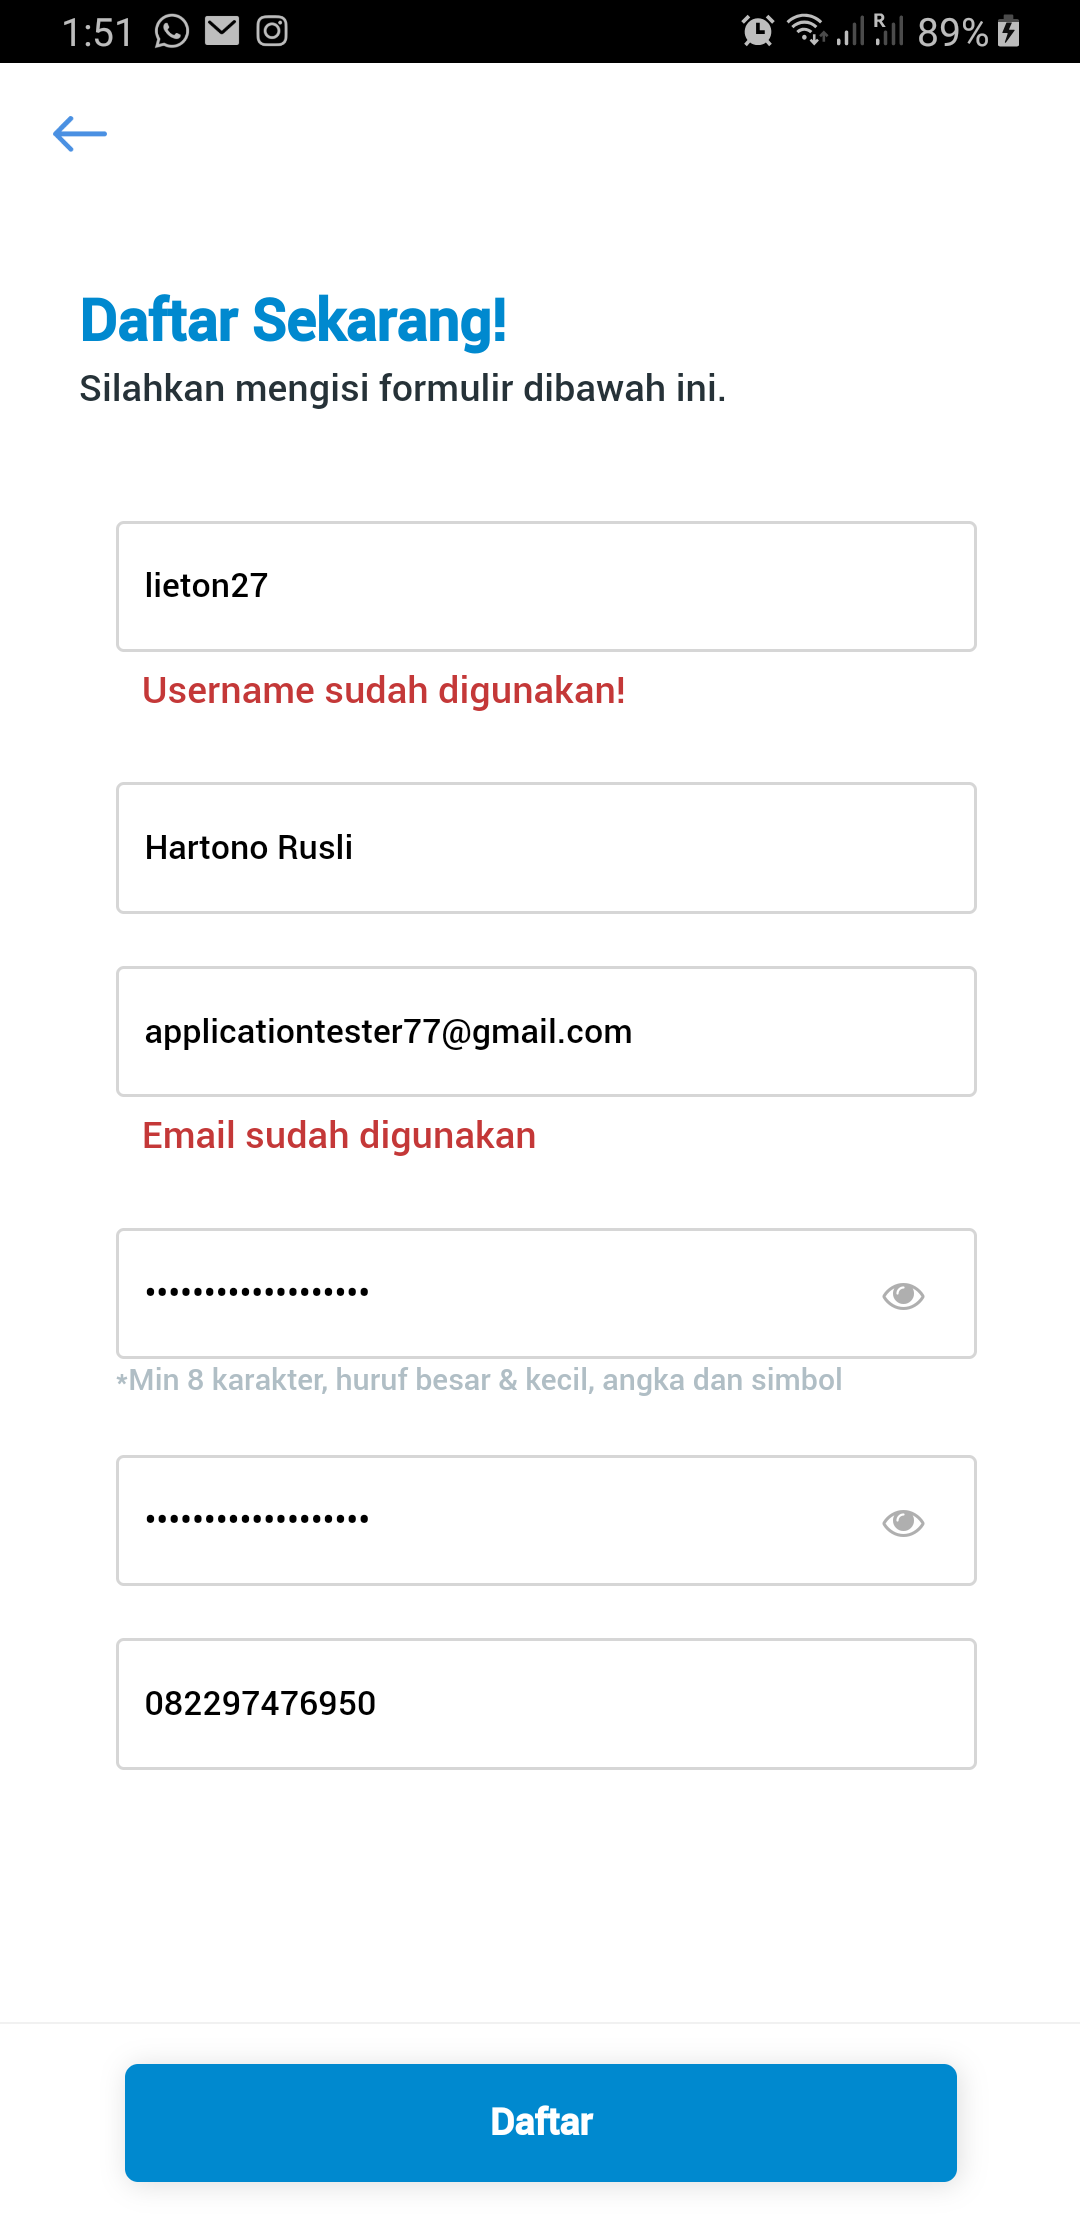 1:51
R
89%
Daftar Sekarang!
Silahkan mengisi formulir dibawah ini.
lieton27
Username sudah digunakan!
Hartono Rusli
applicationtester77@gmail.com
Email sudah digunakan
•••••••••••••••••••
*Min 8 karakter, huruf besar & kecil, angka dan simbol
•••••••••••••••••••
082297476950
Daftar